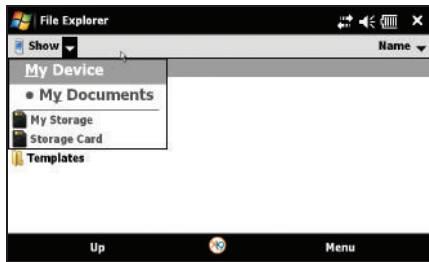 File Explorer
Show
Name
My Device
• My Documents
My Storage
Storage Card
Templates
Up
Menu